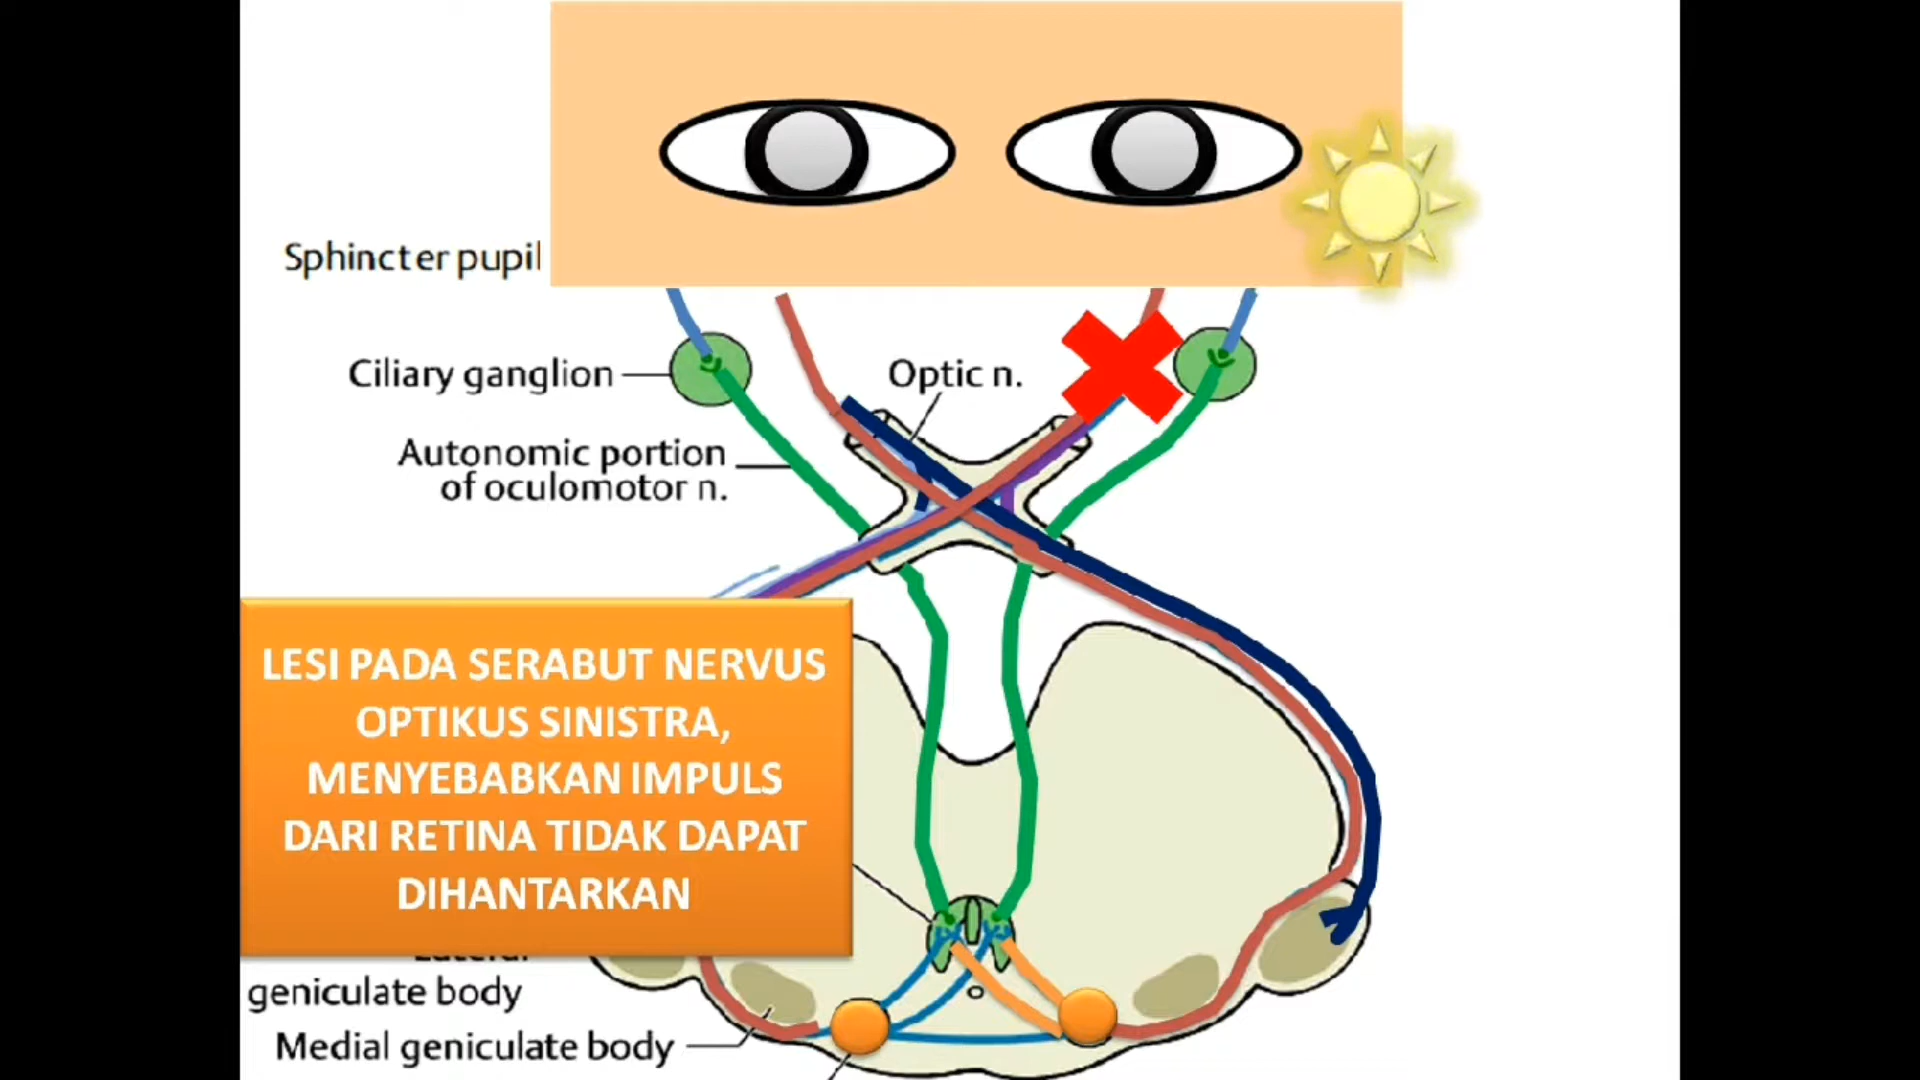 Sphincter pupil
Ciliary ganglion
Optic n.
Autonomic portion
of oculomotor n.
LESI PADA SERABUT NERVUS
OPTIKUS SINISTRA,
MENYEBABKAN IMPULS
DARI RETINA TIDAK DAPAT
DIHANTARKAN
Lateral
geniculate body
Medial geniculate body